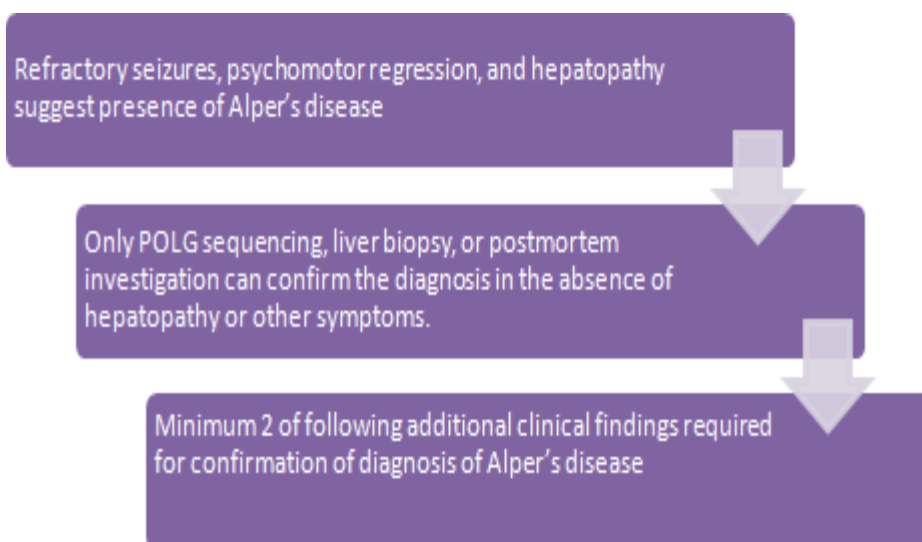 Refractory seizures, psychomotor regression, and hepatopathy
suggest presence of Alper's disease
Only POLG sequencing, liver biopsy, or postmortem
investigation can confirm the diagnosis in the absence of
hepatopathy or other symptoms.
Minimum 2 of following additional clinical findings required
for confirmation of diagnosis of Alper's disease